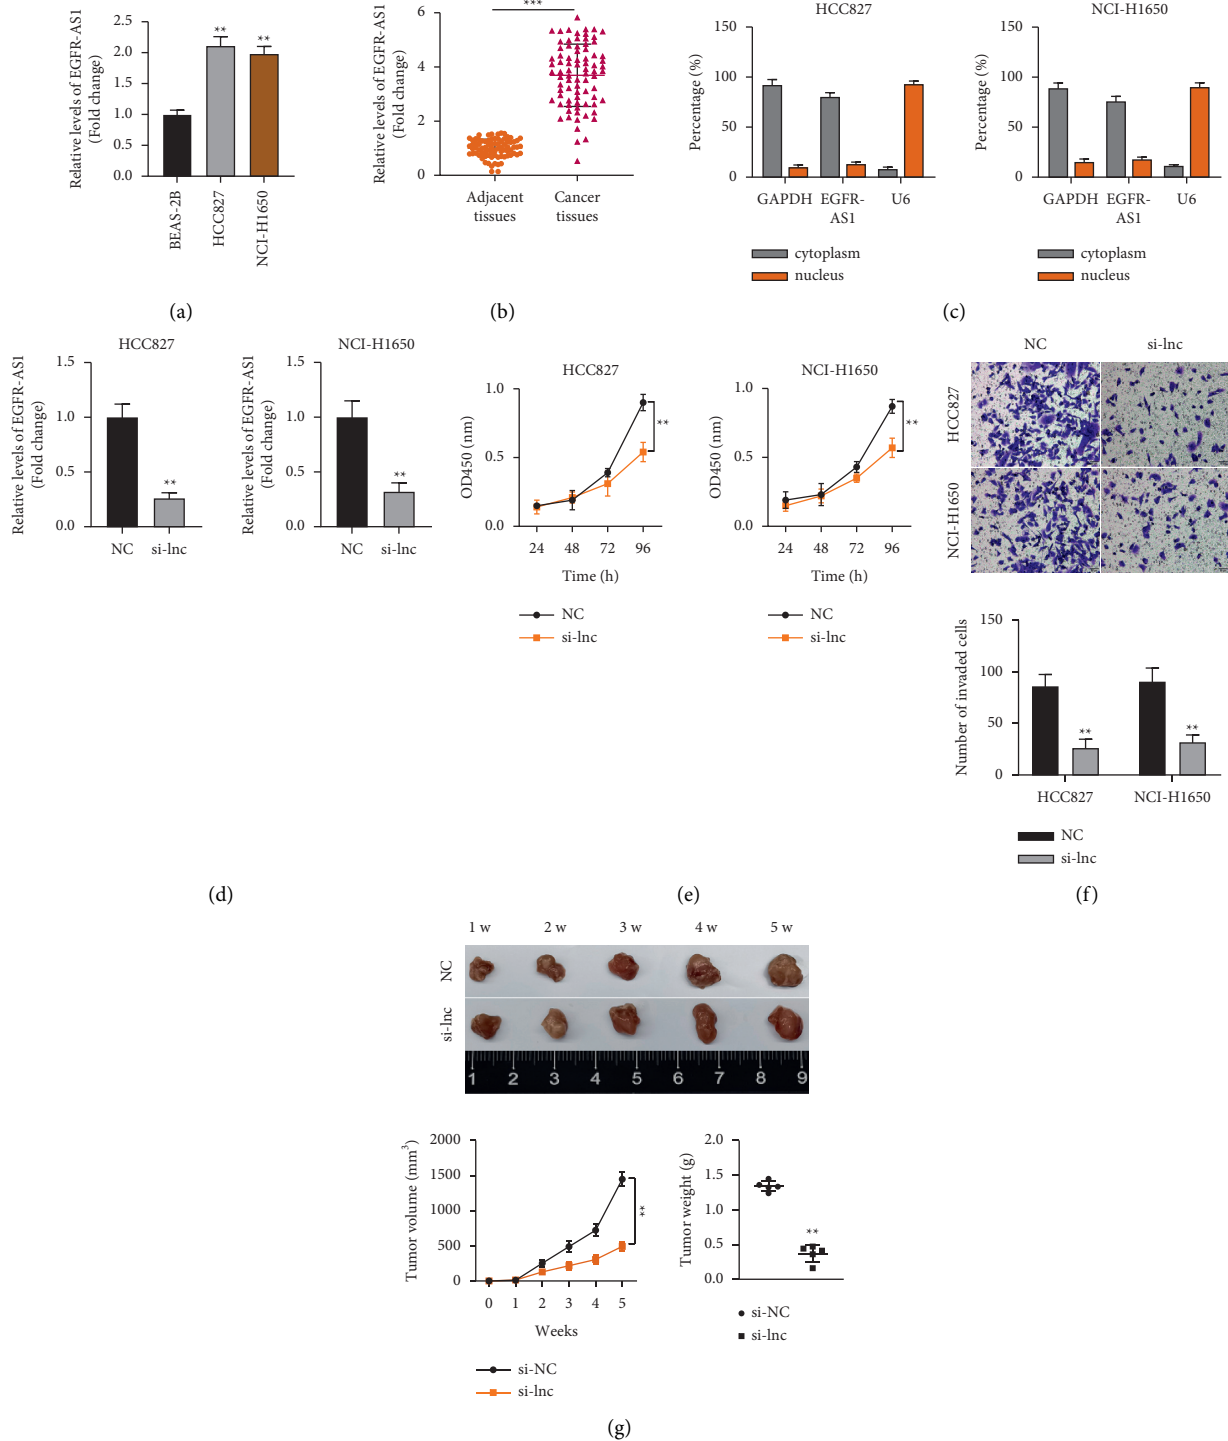 Relative levels of EGFR-AS1
(Fold change)
2.5
2.0
1.5
1.0
0.5
0.0
**
**
BEAS-2B
HCC827
NCI-H1650
(a)
Relative levels of EGFR-AS1
(Fold change)
6
4
2
0
***
Adjacent
tissues
Cancer
tissues
(b)
HCC827
Percentage (%)
150
100
50
0
GAPDH
EGFR-
AS1
U6
cytoplasm
nucleus
NCI-H1650
Percentage (%)
150
100
50
0
GAPDH
EGFR-
AS1
U6
cytoplasm
nucleus
(c)
HCC827
Relative levels of EGFR-AS1
(Fold change)
1.5
1.0
0.5
0.0
**
NC
si-lnc
NCI-H1650
Relative levels of EGFR-AS1
(Fold change)
1.5
1.0
0.5
0.0
**
NC
si-lnc
(d)
HCC827
OD450 (nm)
1.0
0.5
0.0
**
24
48
72
96
Time (h)
NC
si-lnc
NCI-H1650
OD450 (nm)
1.0
0.5
0.0
**
24
48
72
96
Time (h)
NC
si-lnc
(e)
NC
si-lnc
HCC827
NCI-H1650
Number of invaded cells
150
100
50
0
**
**
HCC827
NCI-H1650
NC
si-lnc
(f)
1 w
2 w
3 w
4 w
5 w
NC
si-lnc
1 2 3 4 5 6 7 8 9
Tumor volume (mm³)
2000
1500
1000
500
0
**
0
1
2
3
4
5
Weeks
si-NC
si-lnc
Tumor weight (g)
2.0
1.5
1.0
0.5
0.0
**
si-NC
si-lnc
(g)